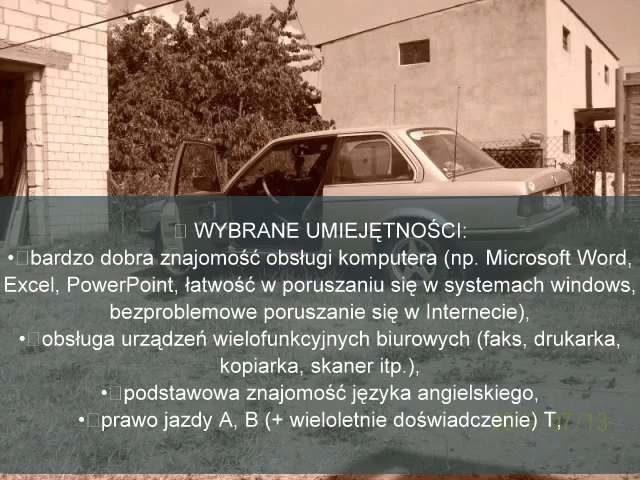 WYBRANE UMIEJĘTNOŚCI:
•bardzo dobra znajomość obsługi komputera (np. Microsoft Word,
Excel, PowerPoint, łatwość w poruszaniu się w systemach windows,
bezproblemowe poruszanie się w Internecie),
•obsługa urządzeń wielofunkcyjnych biurowych (faks, drukarka,
kopiarka, skaner itp.),
•podstawowa znajomość języka angielskiego,
•prawo jazdy A, B (+ wieloletnie doświadczenie) T,